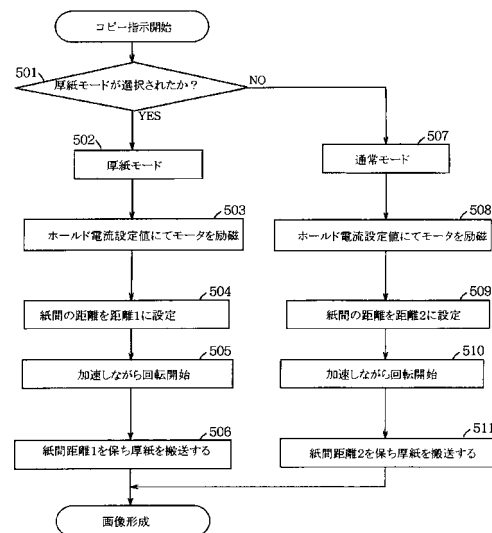 コピー指示開始
501
厚紙モードが選択されたか？
NO
YES
502
厚紙モード
507
通常モード
503
ホールド電流設定値にてモータを励磁
508
ホールド電流設定値にてモータを励磁
504
紙間の距離を距離1に設定
509
紙間の距離を距離2に設定
505
加速しながら回転開始
510
加速しながら回転開始
506
紙間距離1を保ち厚紙を搬送する
511
紙間距離2を保ち厚紙を搬送する
画像形成